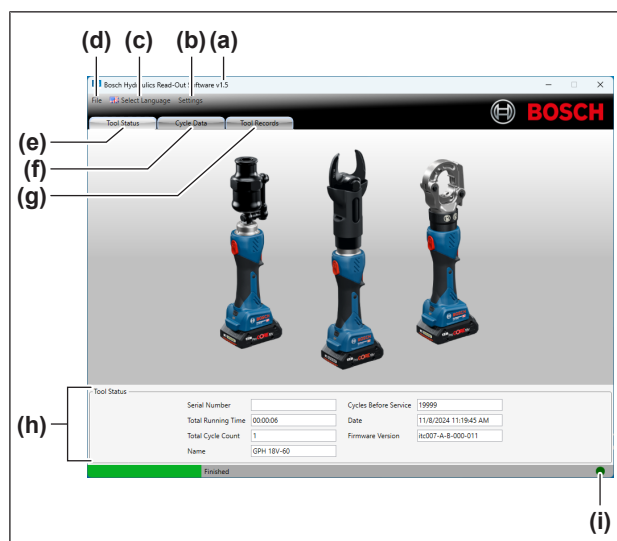 (d) (c) (b) (a)
Bosch Hydraulics Read-Out Software v1.5
File Select Language Settings
BOSCH
Tool Status Cycle Data Tool Records
(e)
(f)
(g)
Tool Status
(h)
Serial Number Cycles Before Service 19999
Total Running Time 00:00:06 Date 11/8/2024 11:19:45 AM
Total Cycle Count 1 Firmware Version itc007-A-B-000-011
Name GPH 18V-60
Finished
(i)